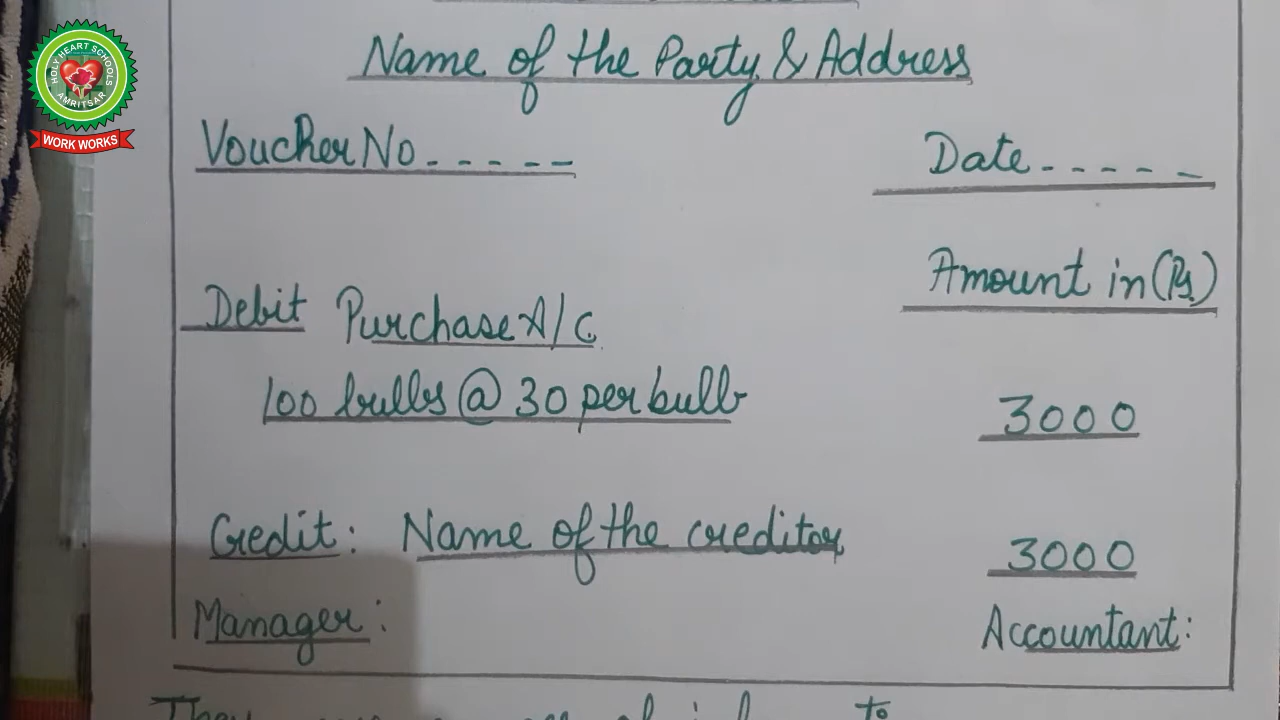 HOLY HEART SCHOOLS
AMRITSAR
WORK WORKS
Name of the Party & Address
Voucher No. - - - - -
Date - - - - -
Amount in (Rs.)
Debit Purchase A/C
100 bulbs @ 30 per bulb
3000
Credit: Name of the creditor
3000
Manager:
Accountant: